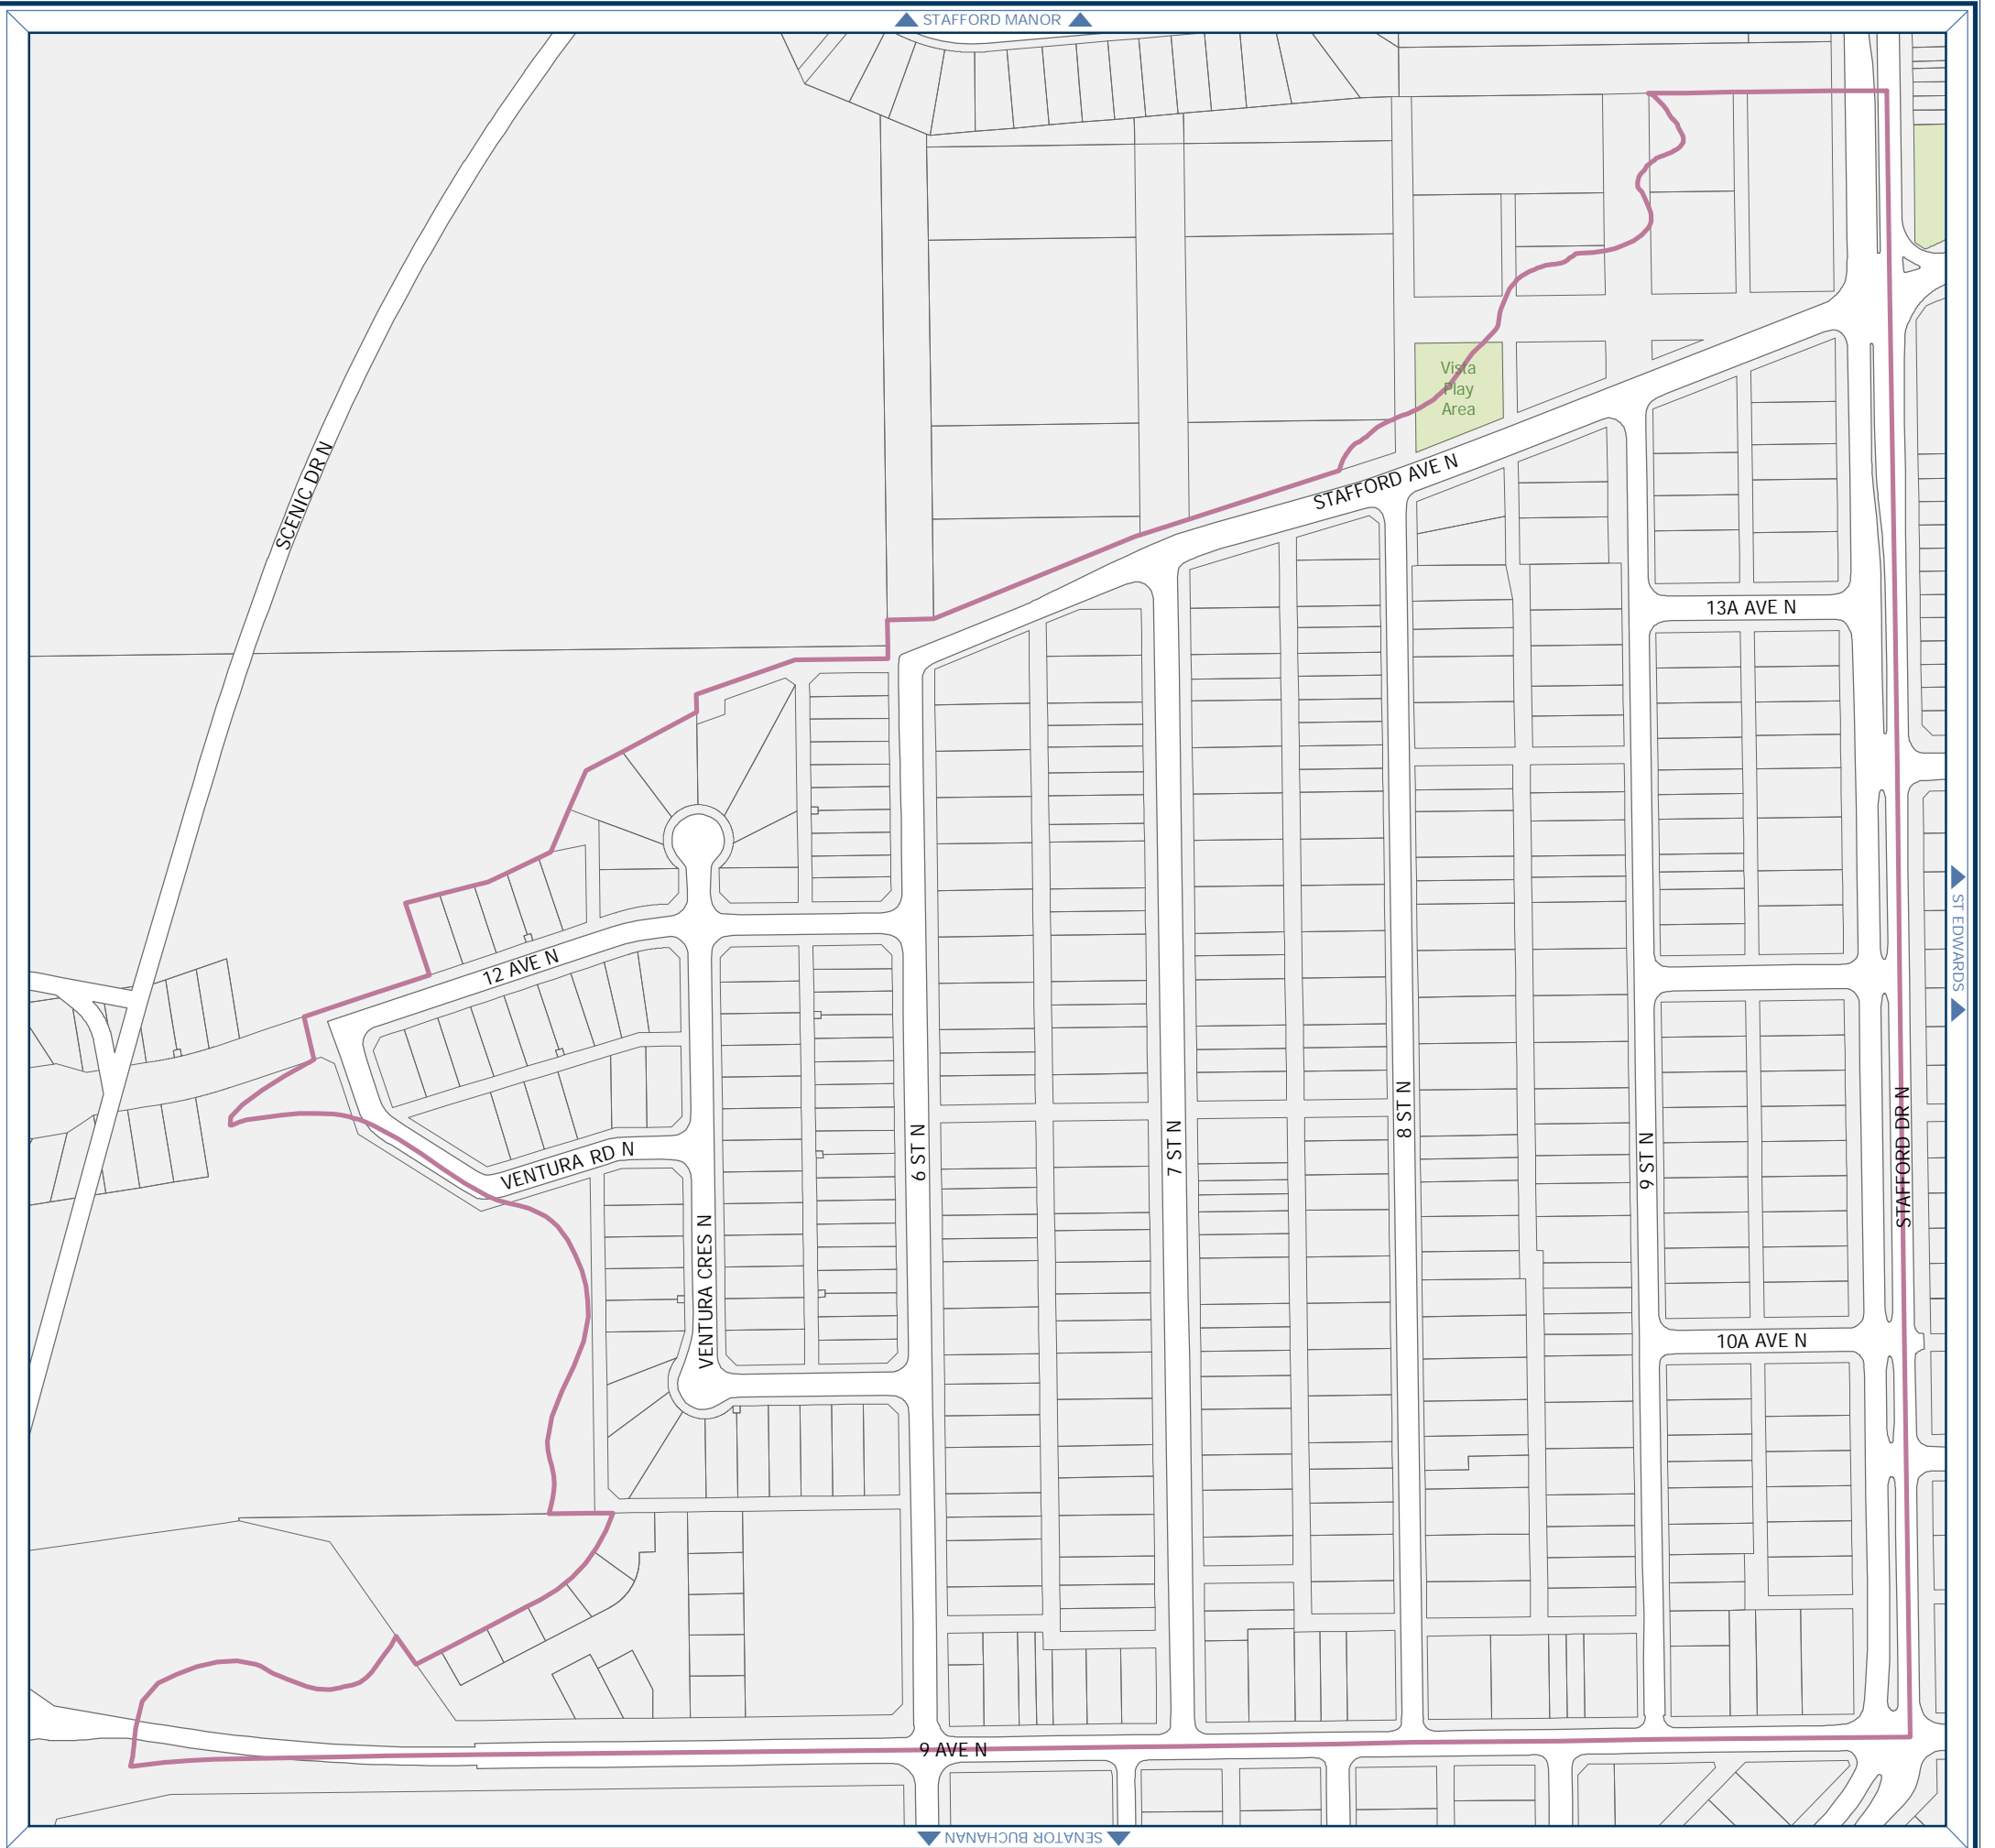 STAFFORD MANOR
Vista
Play
Area
SCENIC DR N
STAFFORD AVE N
13A AVE N
12 AVE N
ST EDWARDS
VENTURA RD N
6 ST N
7 ST N
8 ST N
9 ST N
STAFFORD DR N
VENTURA CRES N
10A AVE N
9 AVE N
SENATOR BUCHANAN